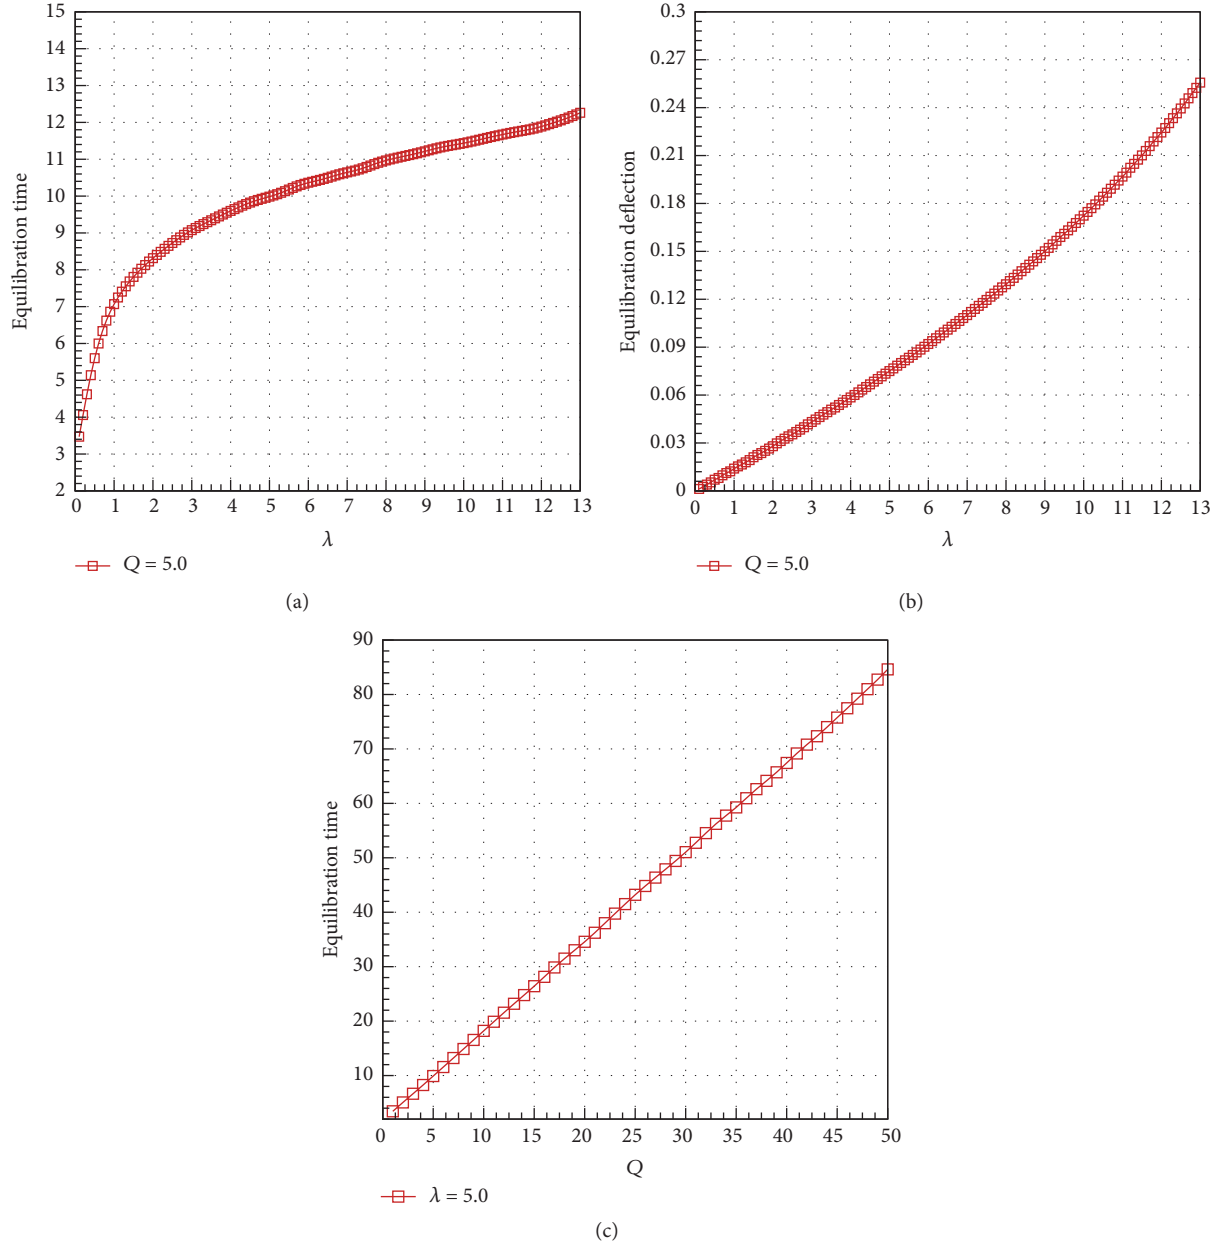 15
14
13
12
11
10
9
8
7
6
5
4
3
2
Equilibration time
0 1 2 3 4 5 6 7 8 9 10 11 12 13
λ
Q = 5.0
(a)
0.3
0.27
0.24
0.21
0.18
0.15
0.12
0.09
0.06
0.03
0
Equilibration deflection
0 1 2 3 4 5 6 7 8 9 10 11 12 13
λ
Q = 5.0
(b)
90
80
70
60
50
40
30
20
10
Equilibration time
0 5 10 15 20 25 30 35 40 45 50
Q
λ = 5.0
(c)